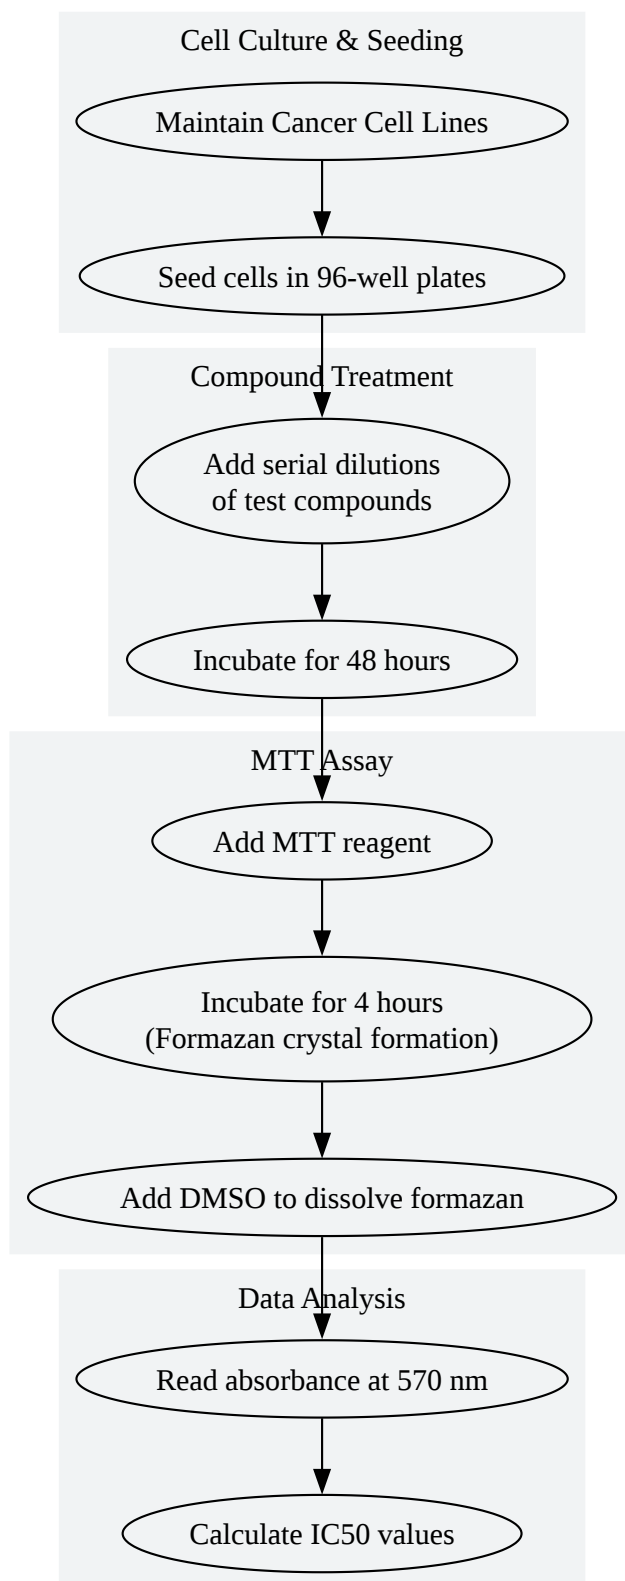 Cell Culture & Seeding
Maintain Cancer Cell Lines
Seed cells in 96-well plates
Compound Treatment
Add serial dilutions
of test compounds
Incubate for 48 hours
MTT Assay
Add MTT reagent
Incubate for 4 hours
(Formazan crystal formation)
Add DMSO to dissolve formazan
Data Analysis
Read absorbance at 570 nm
Calculate IC50 values